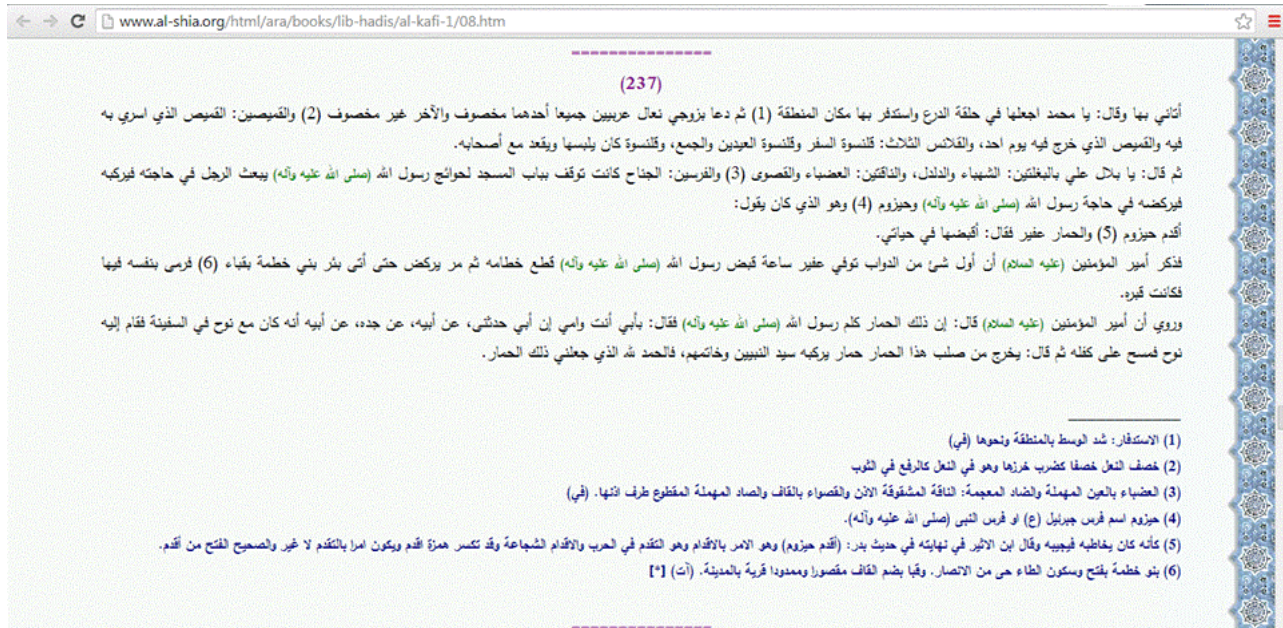 www.al-shia.org/html/ara/books/lib-hadis/al-kafi-1/08.htm
(237)
أتاني بها وقال: يا محمد اجعلها في حلقة الدرع واستدفر بها مكان المنطقة (1) ثم دعا بزوجي نعال عربيين جميعا أحدهما مخصوف والآخر غير مخصوف (2) والقميصين: القميص الذي اسري به
فيه والقميص الذي خرج فيه يوم احد، والقلانس الثلاث: قلنسوة السفر وقلنسوة العيدين والجمع، وقلنسوة كان يلبسها ويقعد مع أصحابه.
ثم قال: يا بلال علي بالبغلتين: الشهباء والدلدل، والناقتين: العضباء والقصوى (3) والفرسين: الجناح كانت توقف بباب المسجد لحوائج رسول الله (صلى الله عليه وآله) يبعث الرجل في حاجته فيركبه
فيركضه في حاجة رسول الله (صلى الله عليه وآله) وحيزوم (4) وهو الذي كان يقول:
أقدم حيزوم (5) والحمار عفير فقال: أقبضها في حياتي.
فذكر أمير المؤمنين (عليه السلام) أن أول شئ من الدواب توفي عفير ساعة قبض رسول الله (صلى الله عليه وآله) قطع خطامه ثم مر يركض حتى أتى بئر بني خطمة بقباء (6) فرمى بنفسه فيها
فكانت قبره.
وروي أن أمير المؤمنين (عليه السلام) قال: إن ذلك الحمار كلم رسول الله (صلى الله عليه وآله) فقال: بأبي أنت وامي إن أبي حدثنى، عن أبيه، عن جده، عن أبيه أنه كان مع نوح في السفينة فقام إليه
نوح فمسح على كفله ثم قال: يخرج من صلب هذا الحمار حمار يركبه سيد النبيين وخاتمهم، فالحمد لله الذي جعلني ذلك الحمار.
(1) الاستدفار: شد الوسط بالمنطقة ونحوها (في)
(2) خصف النعل خصفا كضرب خرزها وهو في النعل كالرفع في الثوب
(3) العضباء بالعين المهملة والضاد المعجمة: الناقة المشقوقة الاذن والقصواء بالقاف والصاد المهملة المقطوع طرف اذنها. (في)
(4) حيزوم اسم فرس جبرئيل (ع) او فرس النبى (صلى الله عليه وآله).
(5) كأنه كان يخاطبه فيجيبه وقال ابن الاثير في نهايته في حديث بدر: (أقدم حيزوم) وهو الامر بالاقدام وهو التقدم في الحرب والاقدام الشجاعة وقد تكسر همزة اقدم ويكون امرا بالتقدم لا غير والصحيح الفتح من أقدم.
(6) بنو خطمة بفتح وسكون الطاء حى من الانصار. وقبا بضم القاف مقصورا وممدودا قرية بالمدينة. (آت) [*]